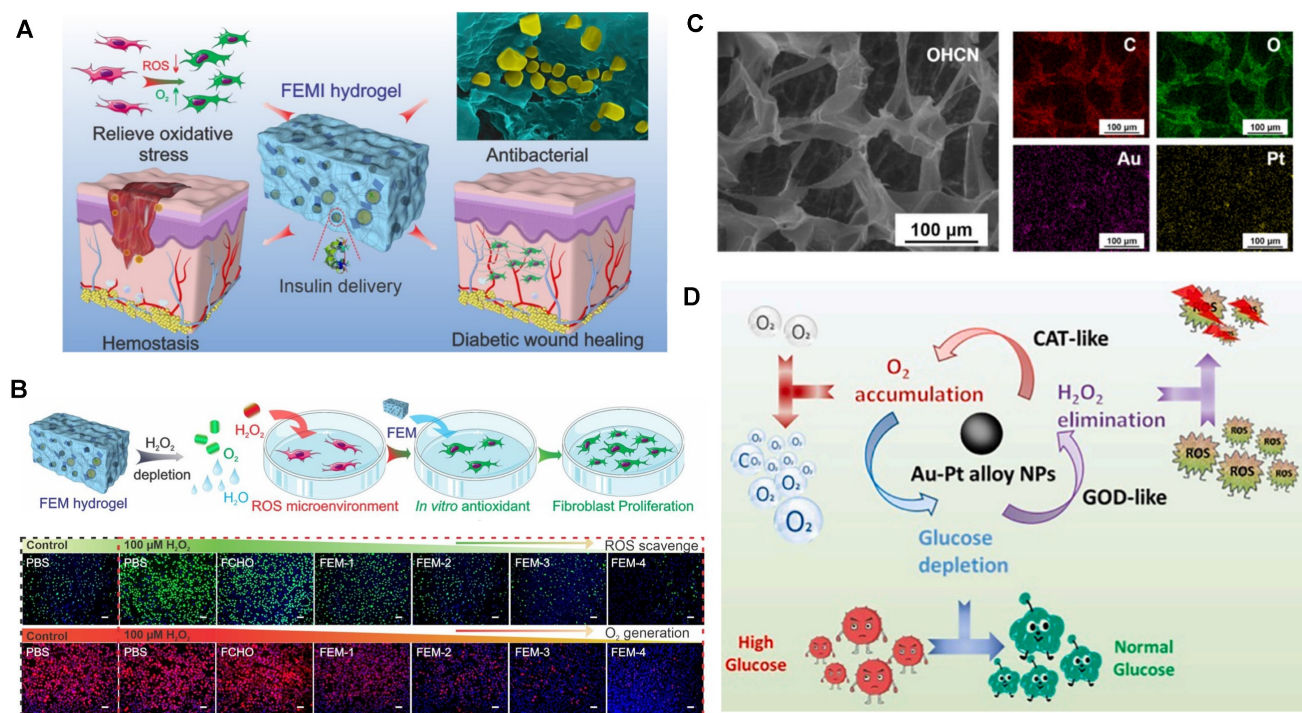 A
ROS
O₂
Relieve oxidative
stress
FEMI hydrogel
Antibacterial
Insulin delivery
Hemostasis
Diabetic wound healing
B
FEM hydrogel
H₂O₂
depletion
O₂
H₂O
H₂O₂
FEM
ROS microenvironment
In vitro antioxidant
Fibroblast Proliferation
Control
100 µM H₂O₂
ROS scavenge
PBS
PBS
FCHO
FEM-1
FEM-2
FEM-3
FEM-4
Control
100 µM H₂O₂
O₂ generation
PBS
PBS
FCHO
FEM-1
FEM-2
FEM-3
FEM-4
C
OHCN
100 µm
C
100 µm
O
100 µm
Au
100 µm
Pt
100 µm
D
O₂
O₂
O₂
accumulation
CAT-like
H₂O₂
elimination
Au-Pt alloy NPs
GOD-like
Glucose
depletion
ROS
ROS
ROS
ROS
ROS
ROS
O₂
O₂
O₂
O₂
O₂
O₂
High
Glucose
Normal
Glucose